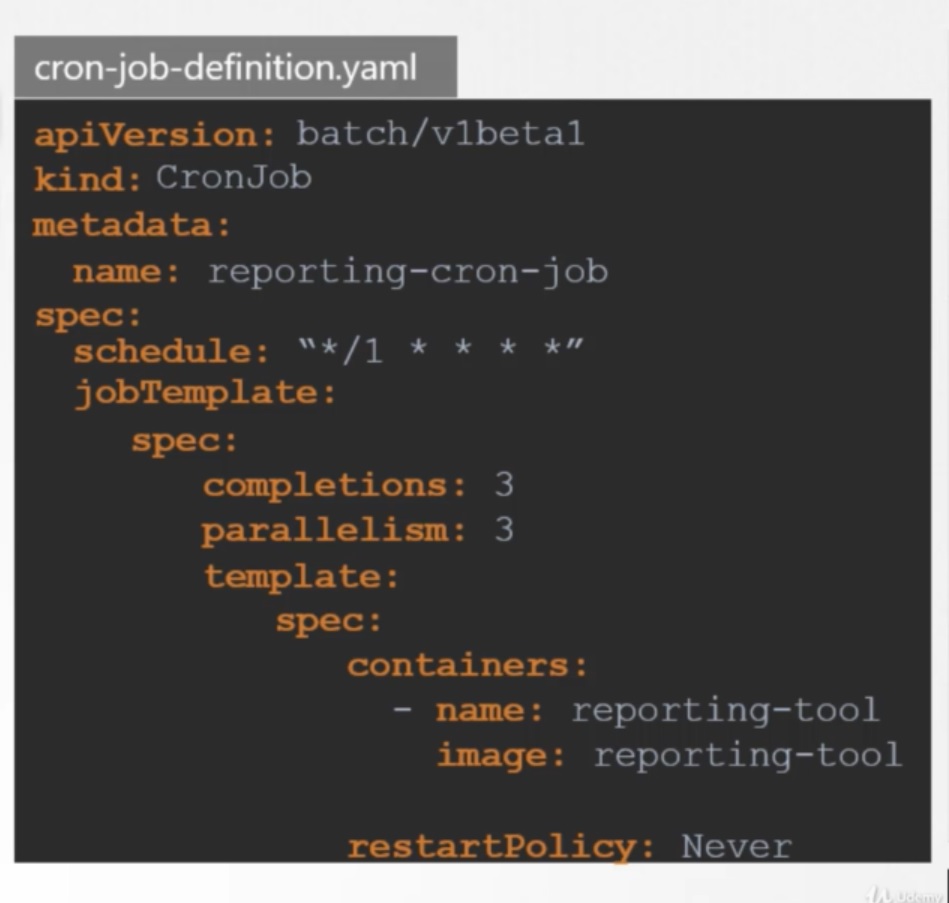 cron-job-definition.yaml
apiVersion: batch/v1beta1
kind: CronJob
metadata:
  name: reporting-cron-job
spec:
  schedule: “*/1 * * * *”
  jobTemplate:
    spec:
      completions: 3
      parallelism: 3
      template:
        spec:
          containers:
            - name: reporting-tool
              image: reporting-tool
          restartPolicy: Never
Udemy